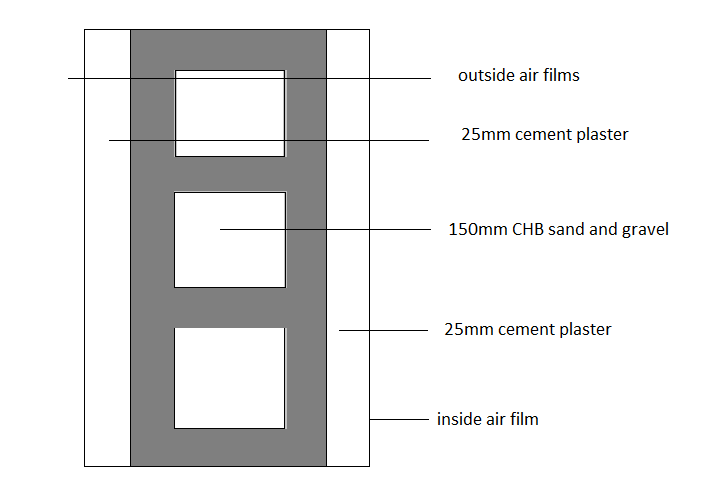 outside air films
25mm cement plaster
150mm CHB sand and gravel
25mm cement plaster
inside air film